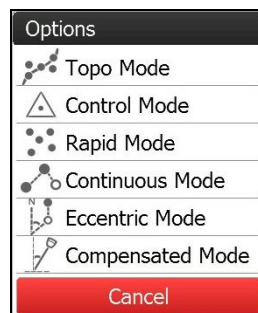 Options
Topo Mode
Control Mode
Rapid Mode
Continuous Mode
N
Eccentric Mode
Compensated Mode
Cancel